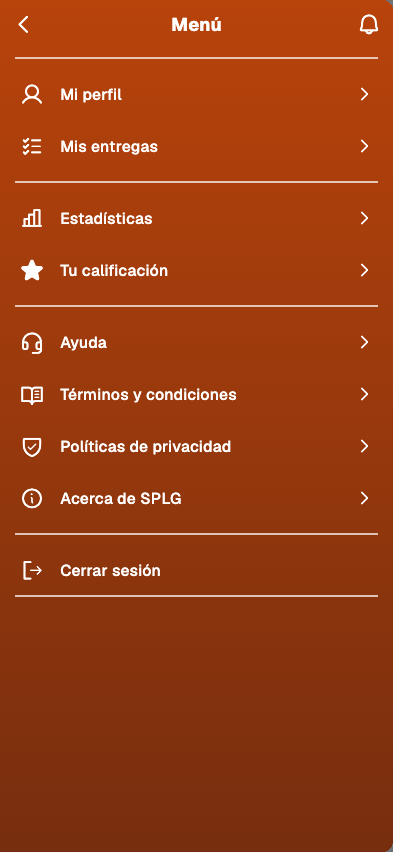 Menú
Mi perfil
Mis entregas
Estadísticas
Tu calificación
Ayuda
Términos y condiciones
Políticas de privacidad
Acerca de SPLG
Cerrar sesión